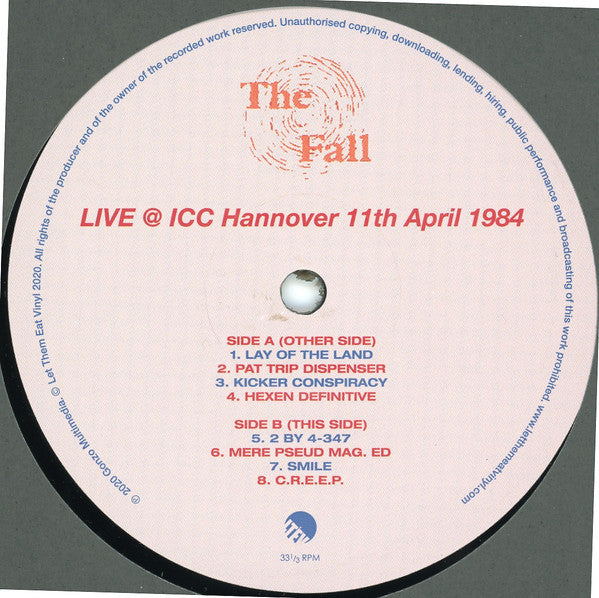 The
Fall
LIVE @ ICC Hannover 11th April 1984
SIDE A (OTHER SIDE)
1. LAY OF THE LAND
2. PAT TRIP DISPENSER
3. KICKER CONSPIRACY
4. HEXEN DEFINITIVE
SIDE B (THIS SIDE)
5. 2 BY 4-347
6. MERE PSEUD MAG. ED
7. SMILE
8. C.R.E.E.P.
LTEV
33 1/3 RPM
℗ 2020 Gonzo Multimedia. © Let Them Eat Vinyl 2020. All rights of the producer and of the owner of the recorded work reserved. Unauthorised copying, downloading, lending, hiring, public performance and broadcasting of this work prohibited. www.letthemeatvinyl.com